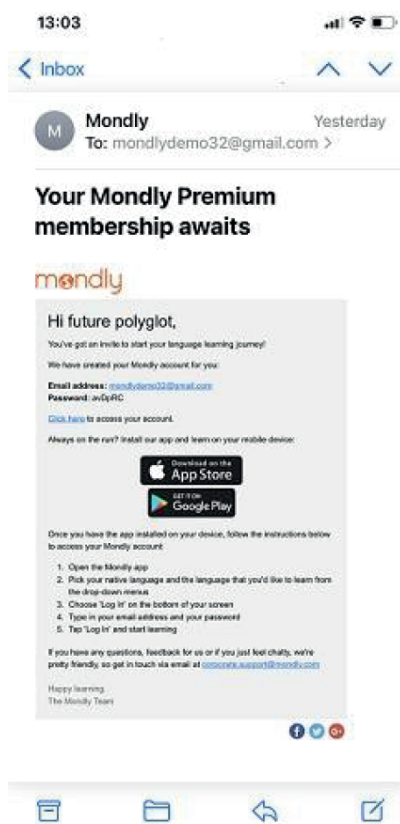 13:03
Inbox
M
Mondly
Yesterday
To: mondlydemo32@gmail.com >
Your Mondly Premium
membership awaits
mondly
Hi future polyglot,
You've got an invite to start your language learning journey!
We have created your Mondly account for you:
Email address: mondlydemo32@gmail.com
Password: avDpRC
Click here to access your account.
Always on the run? Install our app and learn on your mobile device:
Download on the
App Store
GET IT ON
Google Play
Once you have the app installed on your device, follow the instructions below
to access your Mondly account
1. Open the Mondly app
2. Pick your native language and the language that you'd like to learn from
the drop-down menus
3. Choose 'Log In' on the bottom of your screen
4. Type in your email address and your password
5. Tap 'Log In' and start learning
If you have any questions, feedback for us or if you just feel chatty, we're
pretty friendly, so get in touch via email at corporate.support@mondly.com
Happy learning,
The Mondly Team
f
G+